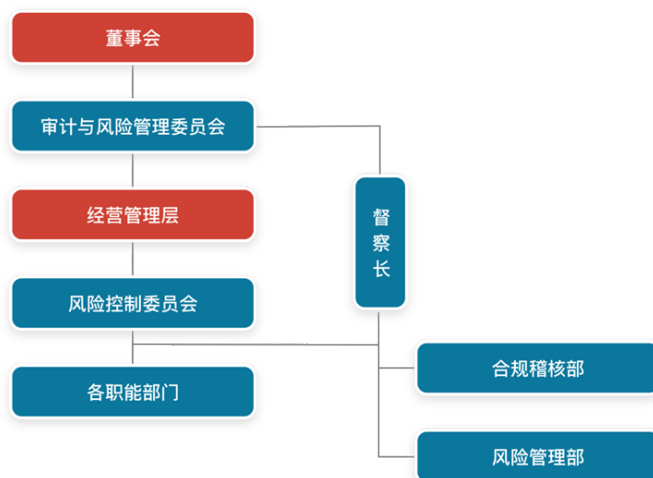 董事会
审计与风险管理委员会
经营管理层
督察长
风险控制委员会
合规稽核部
各职能部门
风险管理部